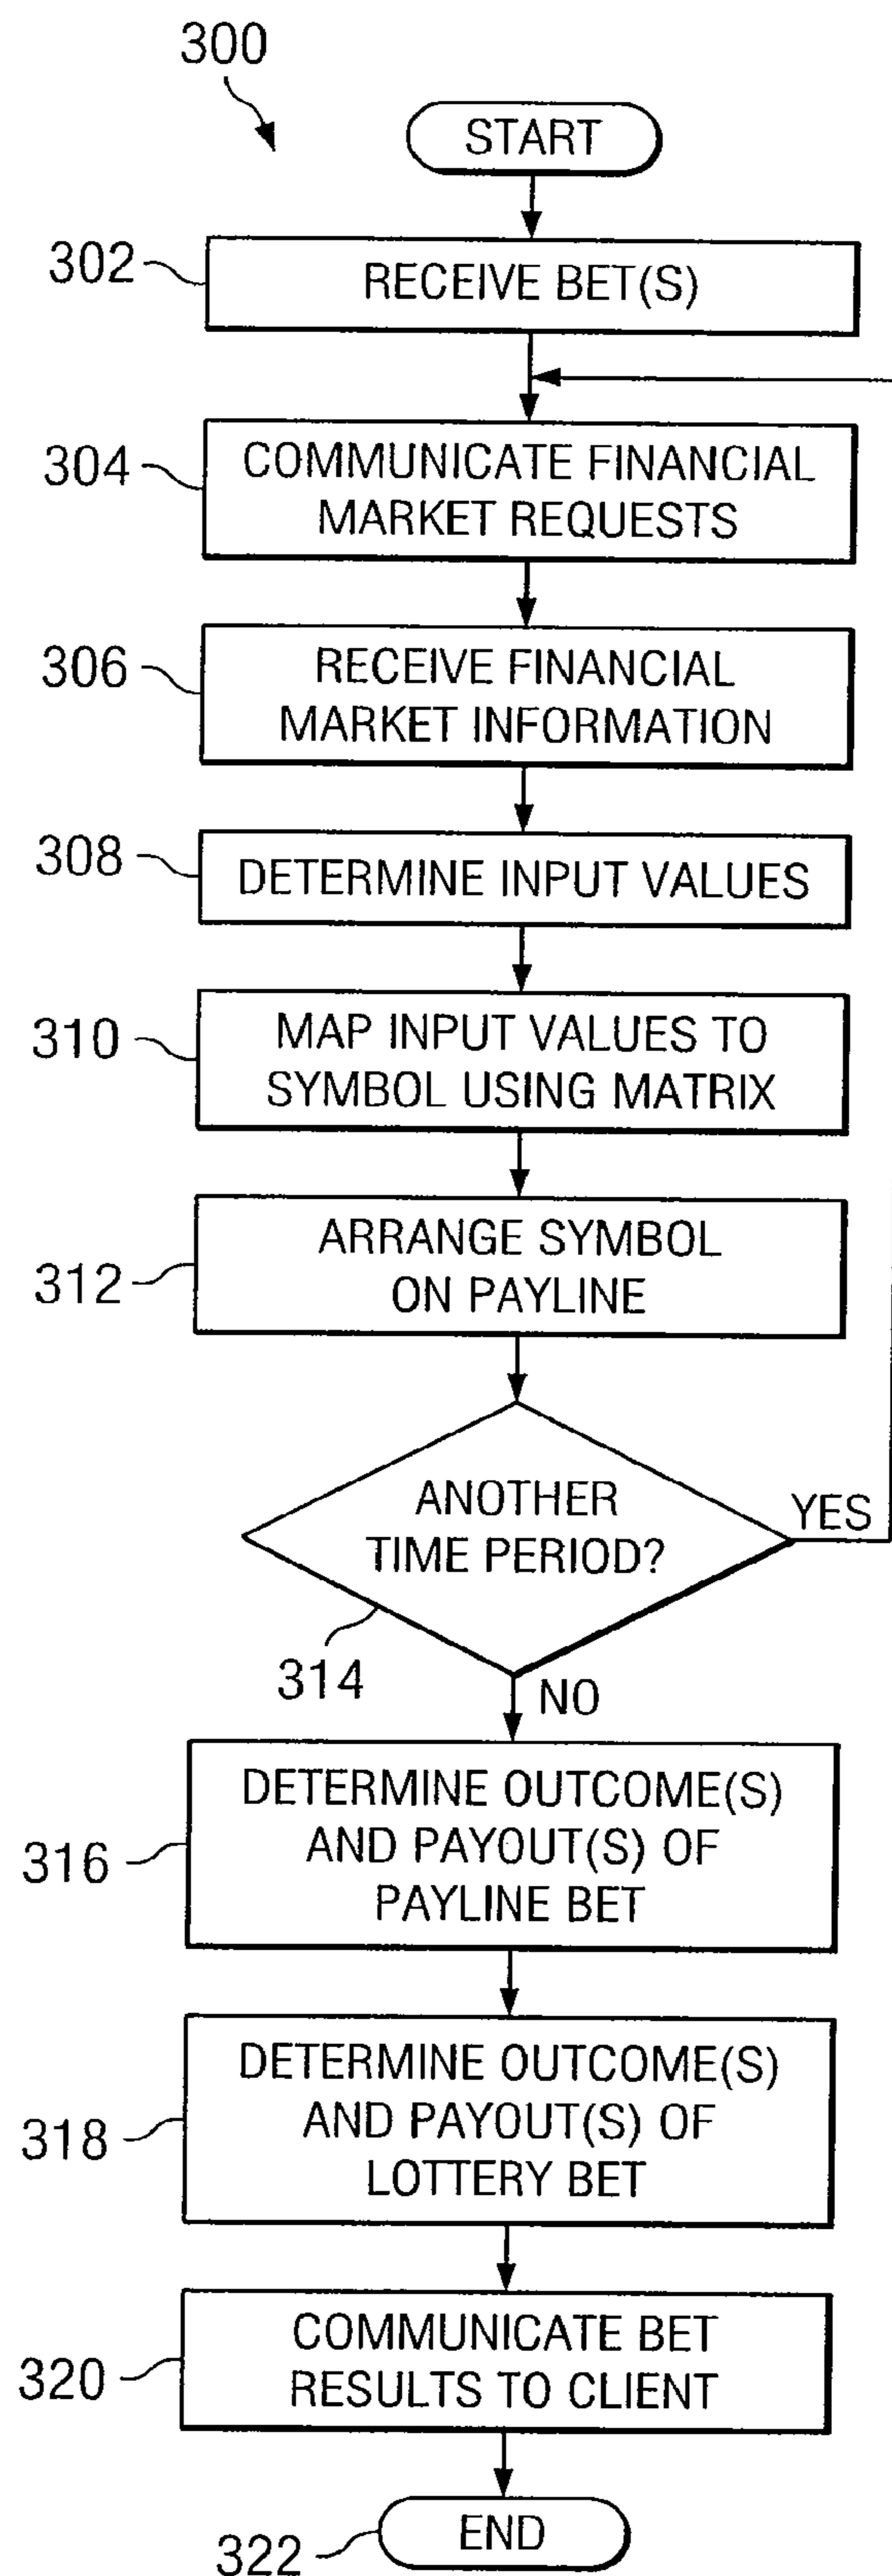 300
START
302
RECEIVE BET(S)
304
COMMUNICATE FINANCIAL
MARKET REQUESTS
306
RECEIVE FINANCIAL
MARKET INFORMATION
308
DETERMINE INPUT VALUES
310
MAP INPUT VALUES TO
SYMBOL USING MATRIX
312
ARRANGE SYMBOL
ON PAYLINE
ANOTHER
TIME PERIOD?
YES
314
NO
316
DETERMINE OUTCOME(S)
AND PAYOUT(S) OF
PAYLINE BET
318
DETERMINE OUTCOME(S)
AND PAYOUT(S) OF
LOTTERY BET
320
COMMUNICATE BET
RESULTS TO CLIENT
322
END